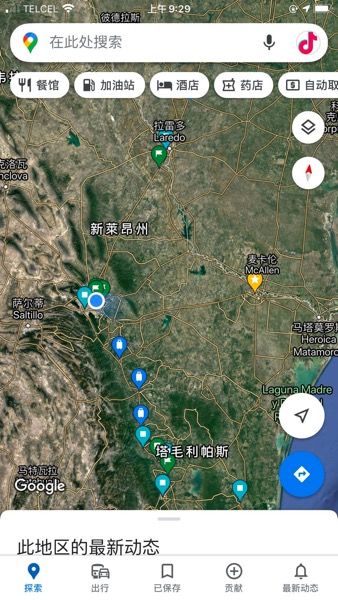 TELCEL
上午9:29
彼德拉斯
在此处搜索
餐馆
加油站
酒店
药店
自动取
拉雷多
Laredo
克洛瓦
nclova
新萊昂州
麦卡伦
McAllen
萨尔蒂
Saltillo
马塔莫罗
Heroica
Matamoro
Laguna Madre
塔毛利帕斯
马特瓦拉
Google
此地区的最新动态
探索
出行
已保存
贡献
最新动态